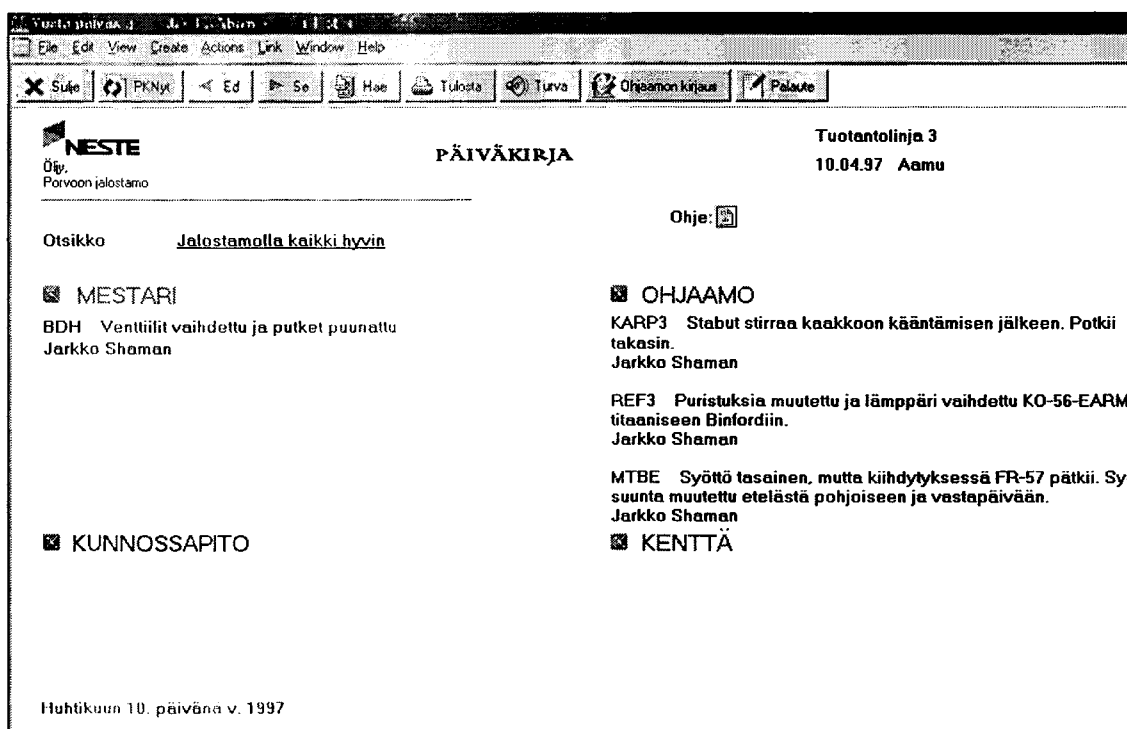 File Edit View Create Actions Link Window Help
Sulje PKNyt Ed Se Hae Tulosta Turva Ohjaamon kirjaus Palaute
NESTE
Öljy,
Porvoon jalostamo
PÄIVÄKIRJA
Tuotantolinja 3
10.04.97 Aamu
Ohje:
Otsikko Jalostamolla kaikki hyvin
MESTARI
BDH Venttiilit vaihdettu ja putket puunattu
Jarkko Shaman
OHJAAMO
KARP3 Stabut stirraa kaakkoon kääntämisen jälkeen. Potkii
takasin.
Jarkko Shaman
REF3 Puristuksia muutettu ja lämppäri vaihdettu KO-56-EARM
titaaniseen Binfordiin.
Jarkko Shaman
MTBE Syöttö tasainen, mutta kiihdytyksessä FR-57 pätkii. Sy
suunta muutettu etelästä pohjoiseen ja vastapäivään.
Jarkko Shaman
KUNNOSSAPITO
KENTTÄ
Huhtikuun 10. päivänä v. 1997